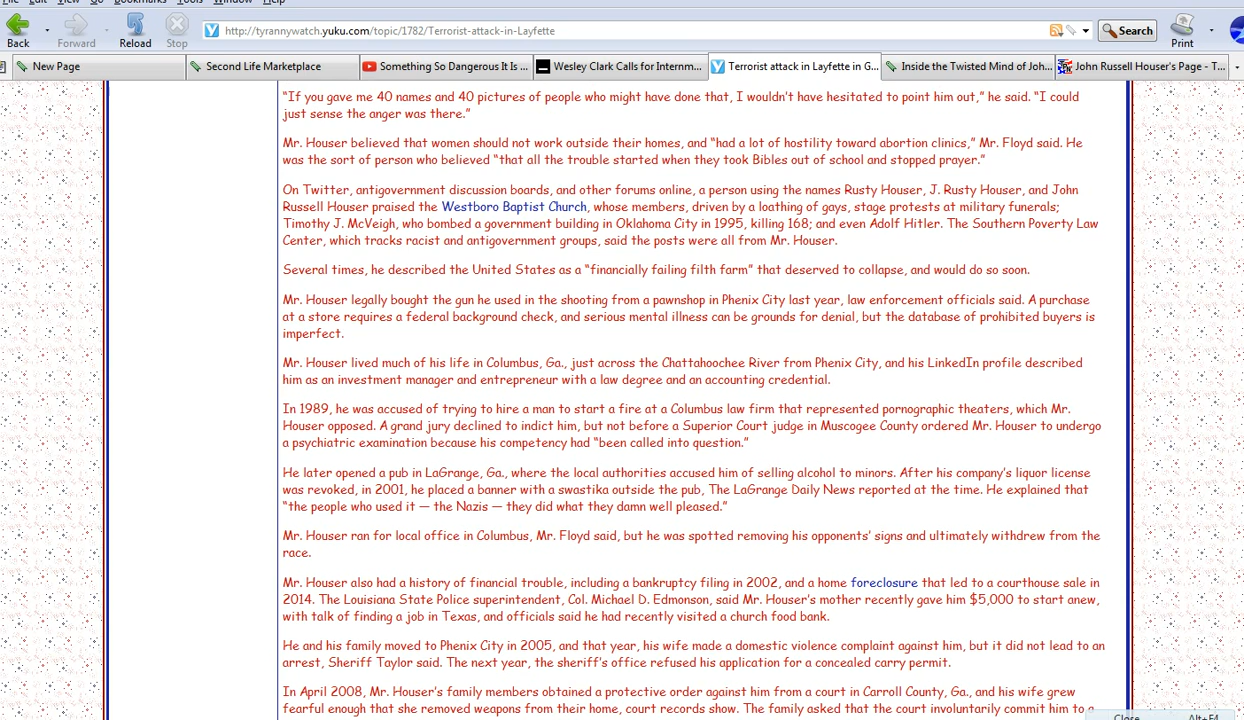 File Edit View Go Bookmarks Tools Window Help
Back Forward Reload Stop http://tyrannywatch.yuku.com/topic/1782/Terrorist-attack-in-Layfette Search Print
New Page Second Life Marketplace Something So Dangerous It Is ... Wesley Clark Calls for Internm... Terrorist attack in Layfette in G... Inside the Twisted Mind of Joh... John Russell Houser's Page - T...
“If you gave me 40 names and 40 pictures of people who might have done that, I wouldn’t have hesitated to point him out,” he said. “I could
just sense the anger was there.”
Mr. Houser believed that women should not work outside their homes, and “had a lot of hostility toward abortion clinics,” Mr. Floyd said. He
was the sort of person who believed “that all the trouble started when they took Bibles out of school and stopped prayer.”
On Twitter, antigovernment discussion boards, and other forums online, a person using the names Rusty Houser, J. Rusty Houser, and John
Russell Houser praised the Westboro Baptist Church, whose members, driven by a loathing of gays, stage protests at military funerals;
Timothy J. McVeigh, who bombed a government building in Oklahoma City in 1995, killing 168; and even Adolf Hitler. The Southern Poverty Law
Center, which tracks racist and antigovernment groups, said the posts were all from Mr. Houser.
Several times, he described the United States as a “financially failing filth farm” that deserved to collapse, and would do so soon.
Mr. Houser legally bought the gun he used in the shooting from a pawnshop in Phenix City last year, law enforcement officials said. A purchase
at a store requires a federal background check, and serious mental illness can be grounds for denial, but the database of prohibited buyers is
imperfect.
Mr. Houser lived much of his life in Columbus, Ga., just across the Chattahoochee River from Phenix City, and his LinkedIn profile described
him as an investment manager and entrepreneur with a law degree and an accounting credential.
In 1989, he was accused of trying to hire a man to start a fire at a Columbus law firm that represented pornographic theaters, which Mr.
Houser opposed. A grand jury declined to indict him, but not before a Superior Court judge in Muscogee County ordered Mr. Houser to undergo
a psychiatric examination because his competency had “been called into question.”
He later opened a pub in LaGrange, Ga., where the local authorities accused him of selling alcohol to minors. After his company’s liquor license
was revoked, in 2001, he placed a banner with a swastika outside the pub, The LaGrange Daily News reported at the time. He explained that
“the people who used it — the Nazis — they did what they damn well pleased.”
Mr. Houser ran for local office in Columbus, Mr. Floyd said, but he was spotted removing his opponents’ signs and ultimately withdrew from the
race.
Mr. Houser also had a history of financial trouble, including a bankruptcy filing in 2002, and a home foreclosure that led to a courthouse sale in
2014. The Louisiana State Police superintendent, Col. Michael D. Edmonson, said Mr. Houser’s mother recently gave him $5,000 to start anew,
with talk of finding a job in Texas, and officials said he had recently visited a church food bank.
He and his family moved to Phenix City in 2005, and that year, his wife made a domestic violence complaint against him, but it did not lead to an
arrest, Sheriff Taylor said. The next year, the sheriff’s office refused his application for a concealed carry permit.
In April 2008, Mr. Houser’s family members obtained a protective order against him from a court in Carroll County, Ga., and his wife grew
fearful enough that she removed weapons from their home, court records show. The family asked that the court involuntarily commit him to a
Close Alt+F4